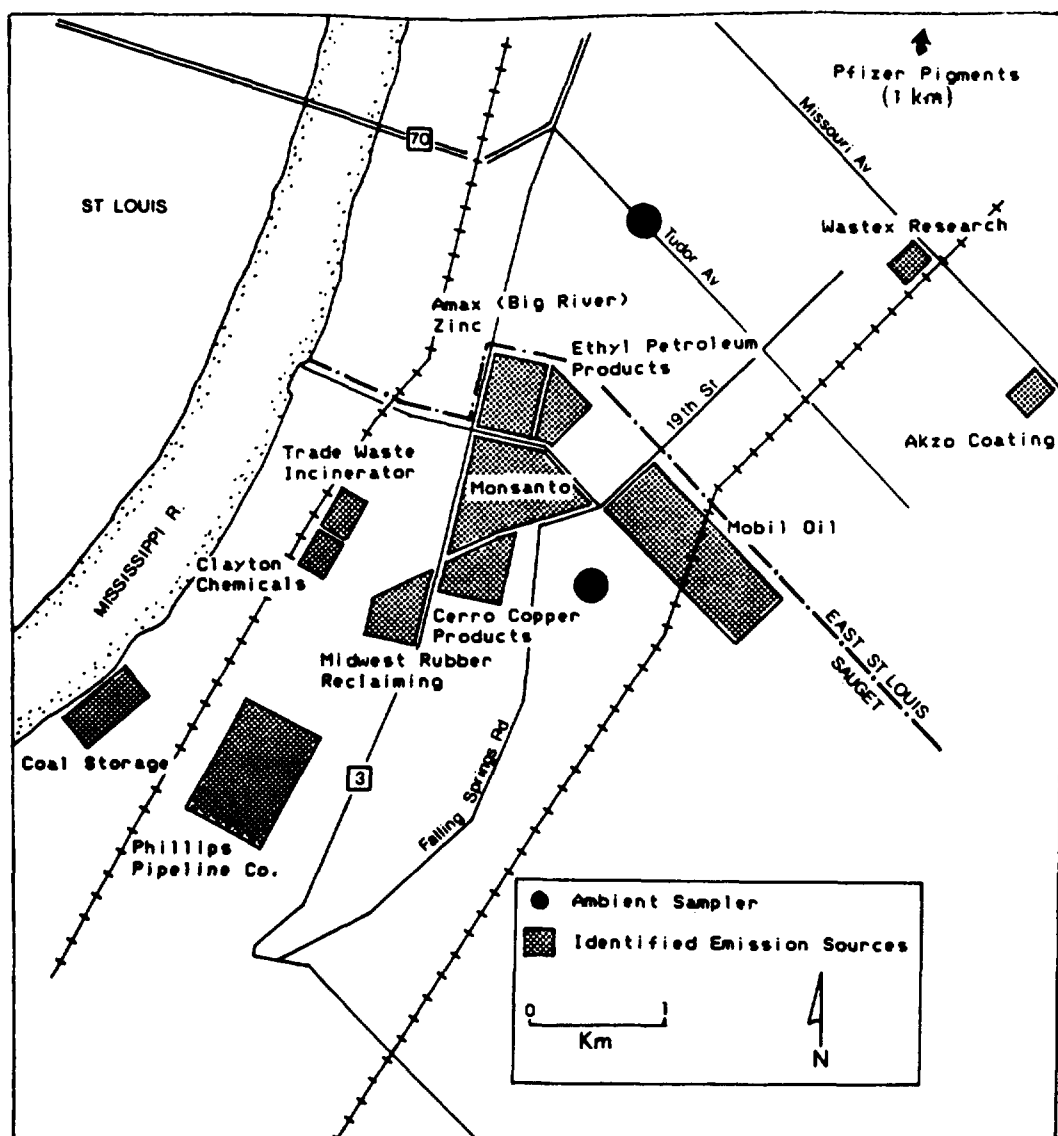 Pfizer Pigments
(1 km)
Missouri Av
70
ST LOUIS
Wastex Research
Tudor Av
Amax (Big River)
Zinc
Ethyl Petroleum
Products
19th St
Akzo Coating
Trade Waste
Incinerator
Monsanto
Mobil Oil
MISSISSIPPI R.
Clayton
Chemicals
Cerro Copper
Products
Midwest Rubber
Reclaiming
EAST ST LOUIS
SAUGET
Coal Storage
3
Falling Springs Rd
Phillips
Pipeline Co.
Ambient Sampler
Identified Emission Sources
0 1
Km
N